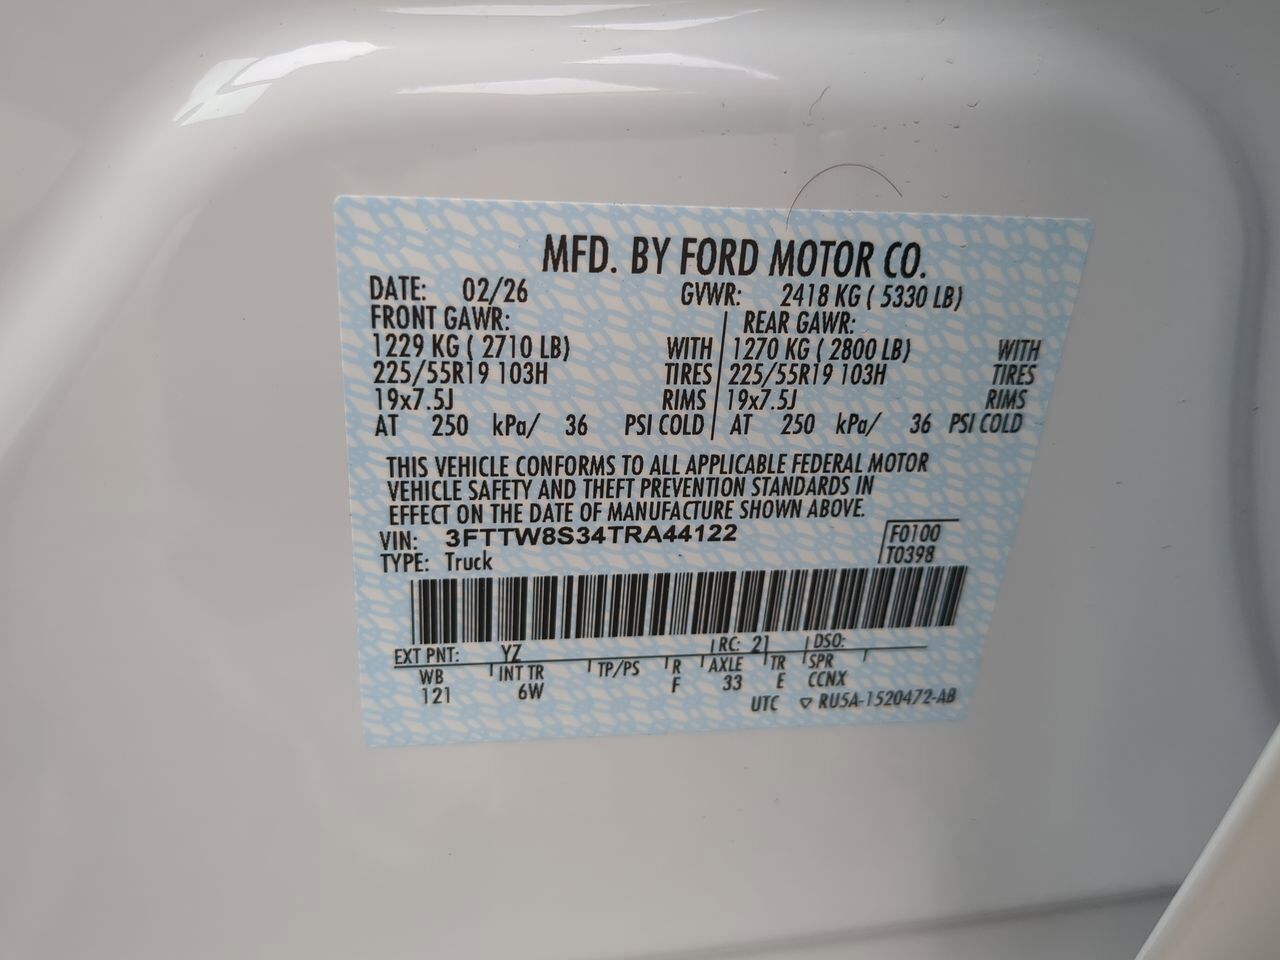 MFD. BY FORD MOTOR CO.
DATE: 02/26 GVWR: 2418 KG ( 5330 LB)
FRONT GAWR: REAR GAWR:
1229 KG ( 2710 LB) WITH 1270 KG ( 2800 LB) WITH
225/55R19 103H TIRES 225/55R19 103H TIRES
19x7.5J RIMS 19x7.5J RIMS
AT 250 kPa/ 36 PSI COLD AT 250 kPa/ 36 PSI COLD
THIS VEHICLE CONFORMS TO ALL APPLICABLE FEDERAL MOTOR
VEHICLE SAFETY AND THEFT PREVENTION STANDARDS IN
EFFECT ON THE DATE OF MANUFACTURE SHOWN ABOVE.
VIN: 3FTTW8S34TRA44122 F0100
TYPE: Truck T0398
EXT PNT: YZ RC: 21 DSO:
WB INT TR TP/PS R AXLE TR SPR
121 6W F 33 E CCNX
UTC ▽ RU5A-1520472-AB